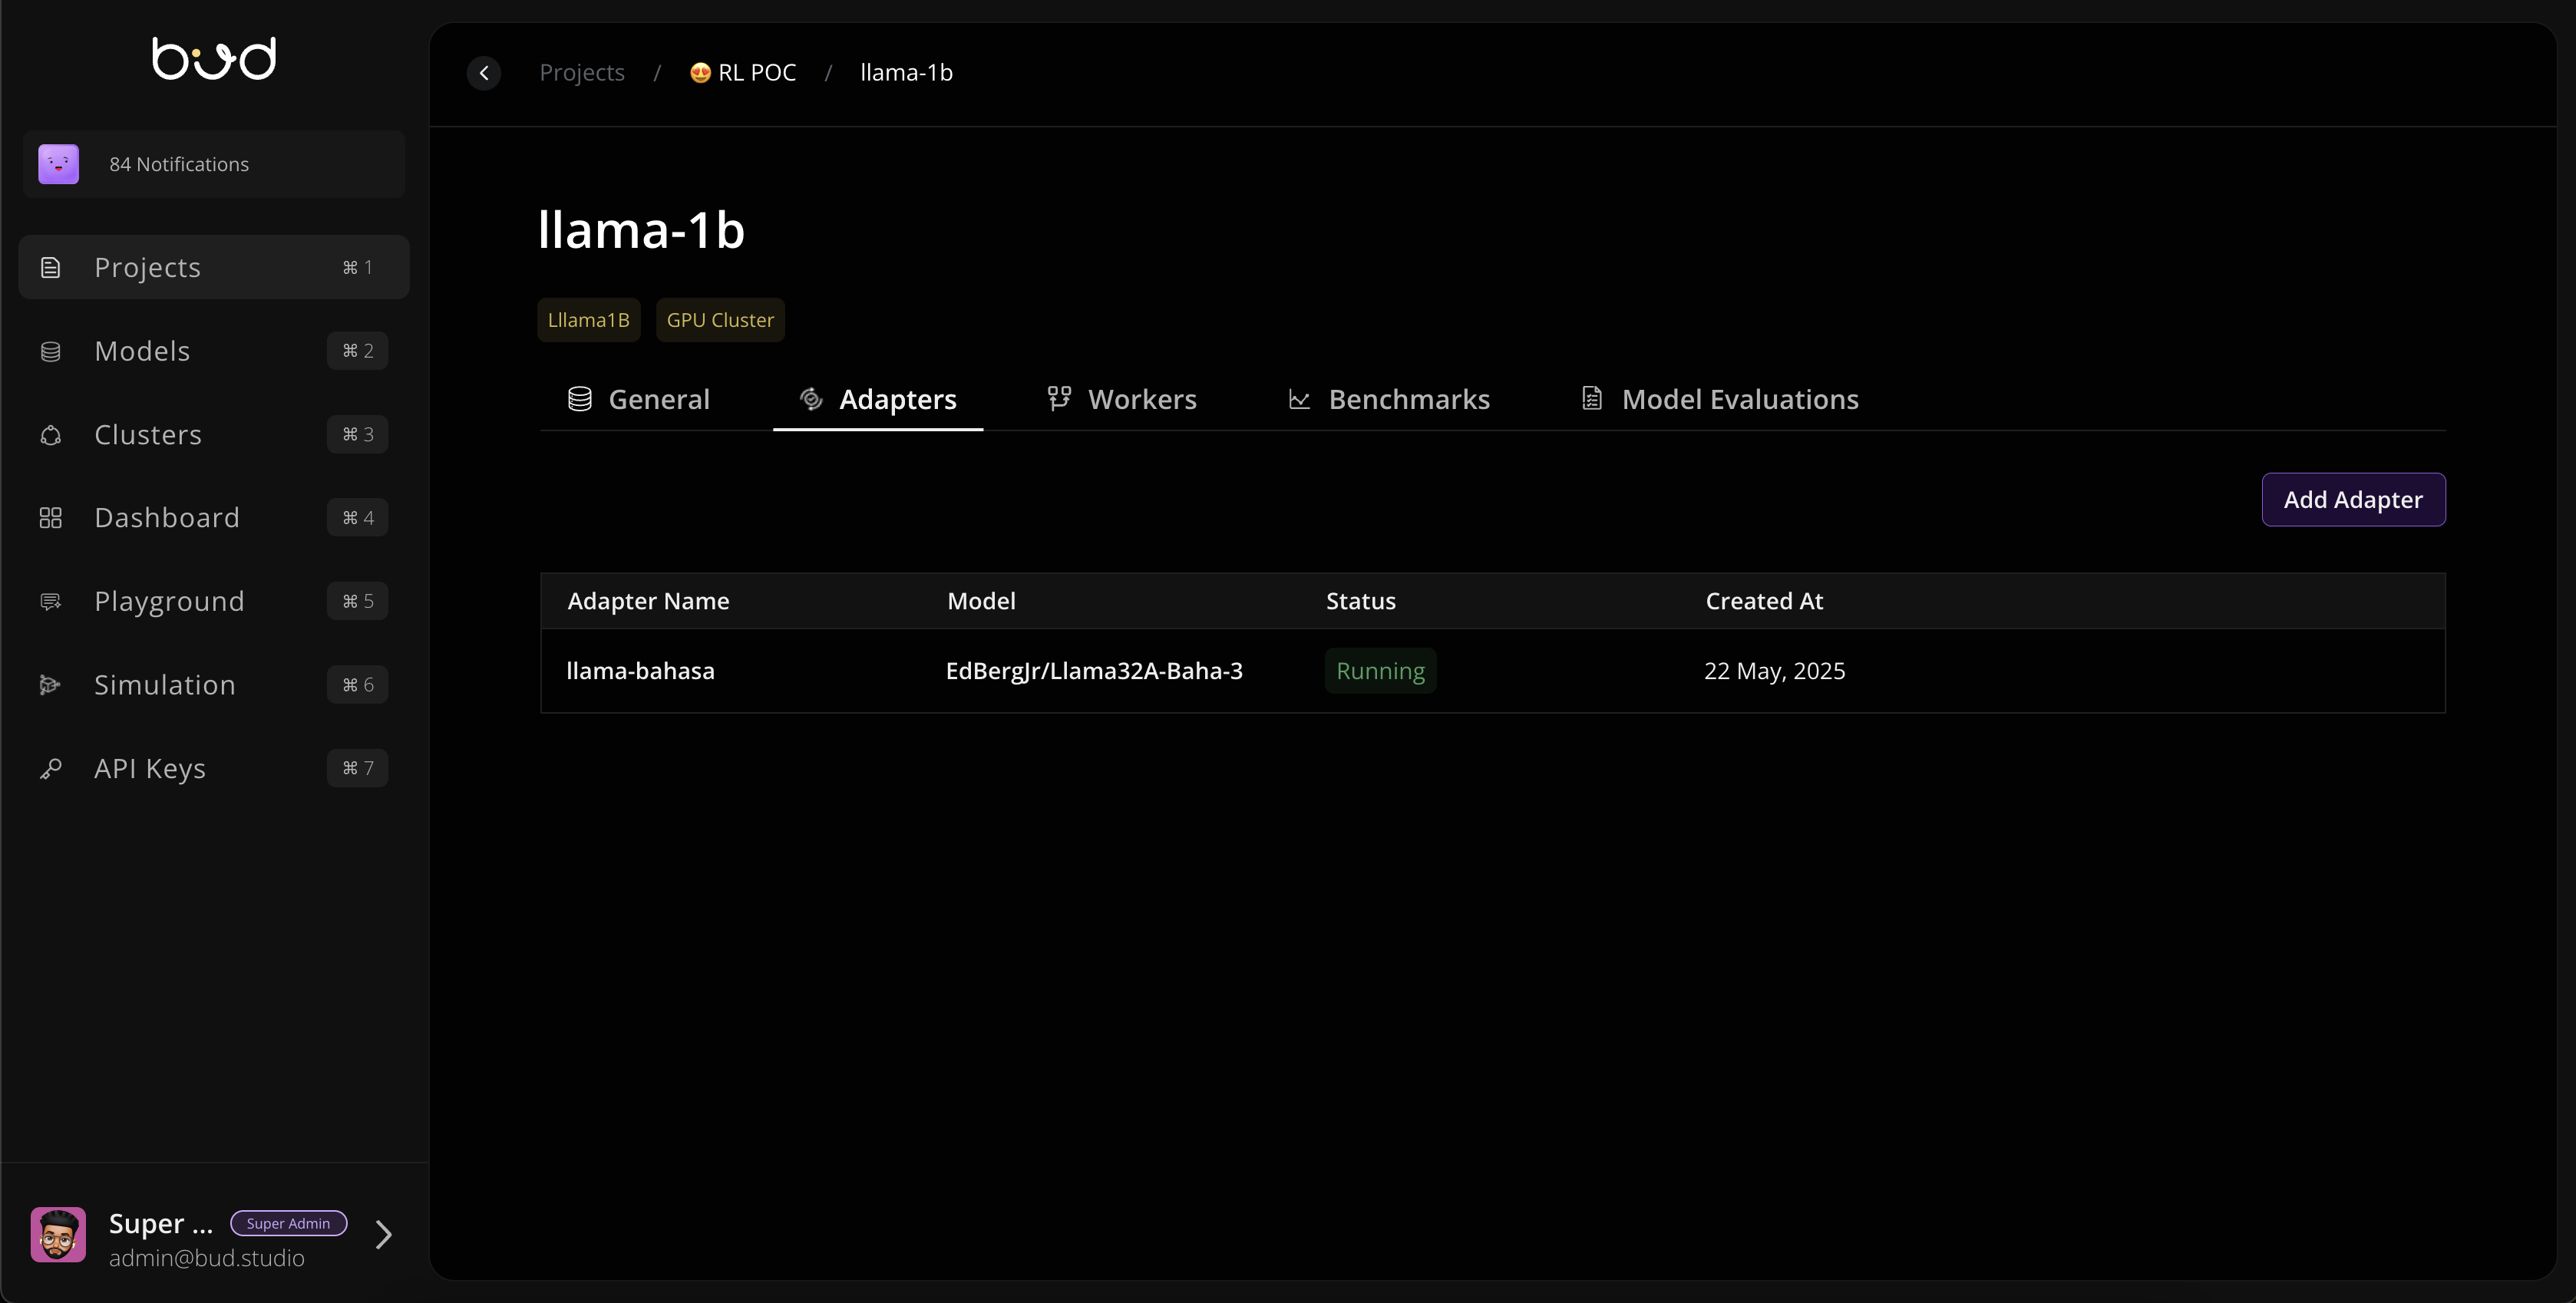 bud
84 Notifications
Projects ⌘ 1
Models ⌘ 2
Clusters ⌘ 3
Dashboard ⌘ 4
Playground ⌘ 5
Simulation ⌘ 6
API Keys ⌘ 7
Super ... Super Admin
admin@bud.studio
Projects / 😍 RL POC / llama-1b
llama-1b
Lllama1B GPU Cluster
General Adapters Workers Benchmarks Model Evaluations
Add Adapter
Adapter Name Model Status Created At
llama-bahasa EdBergJr/Llama32A-Baha-3 Running 22 May, 2025